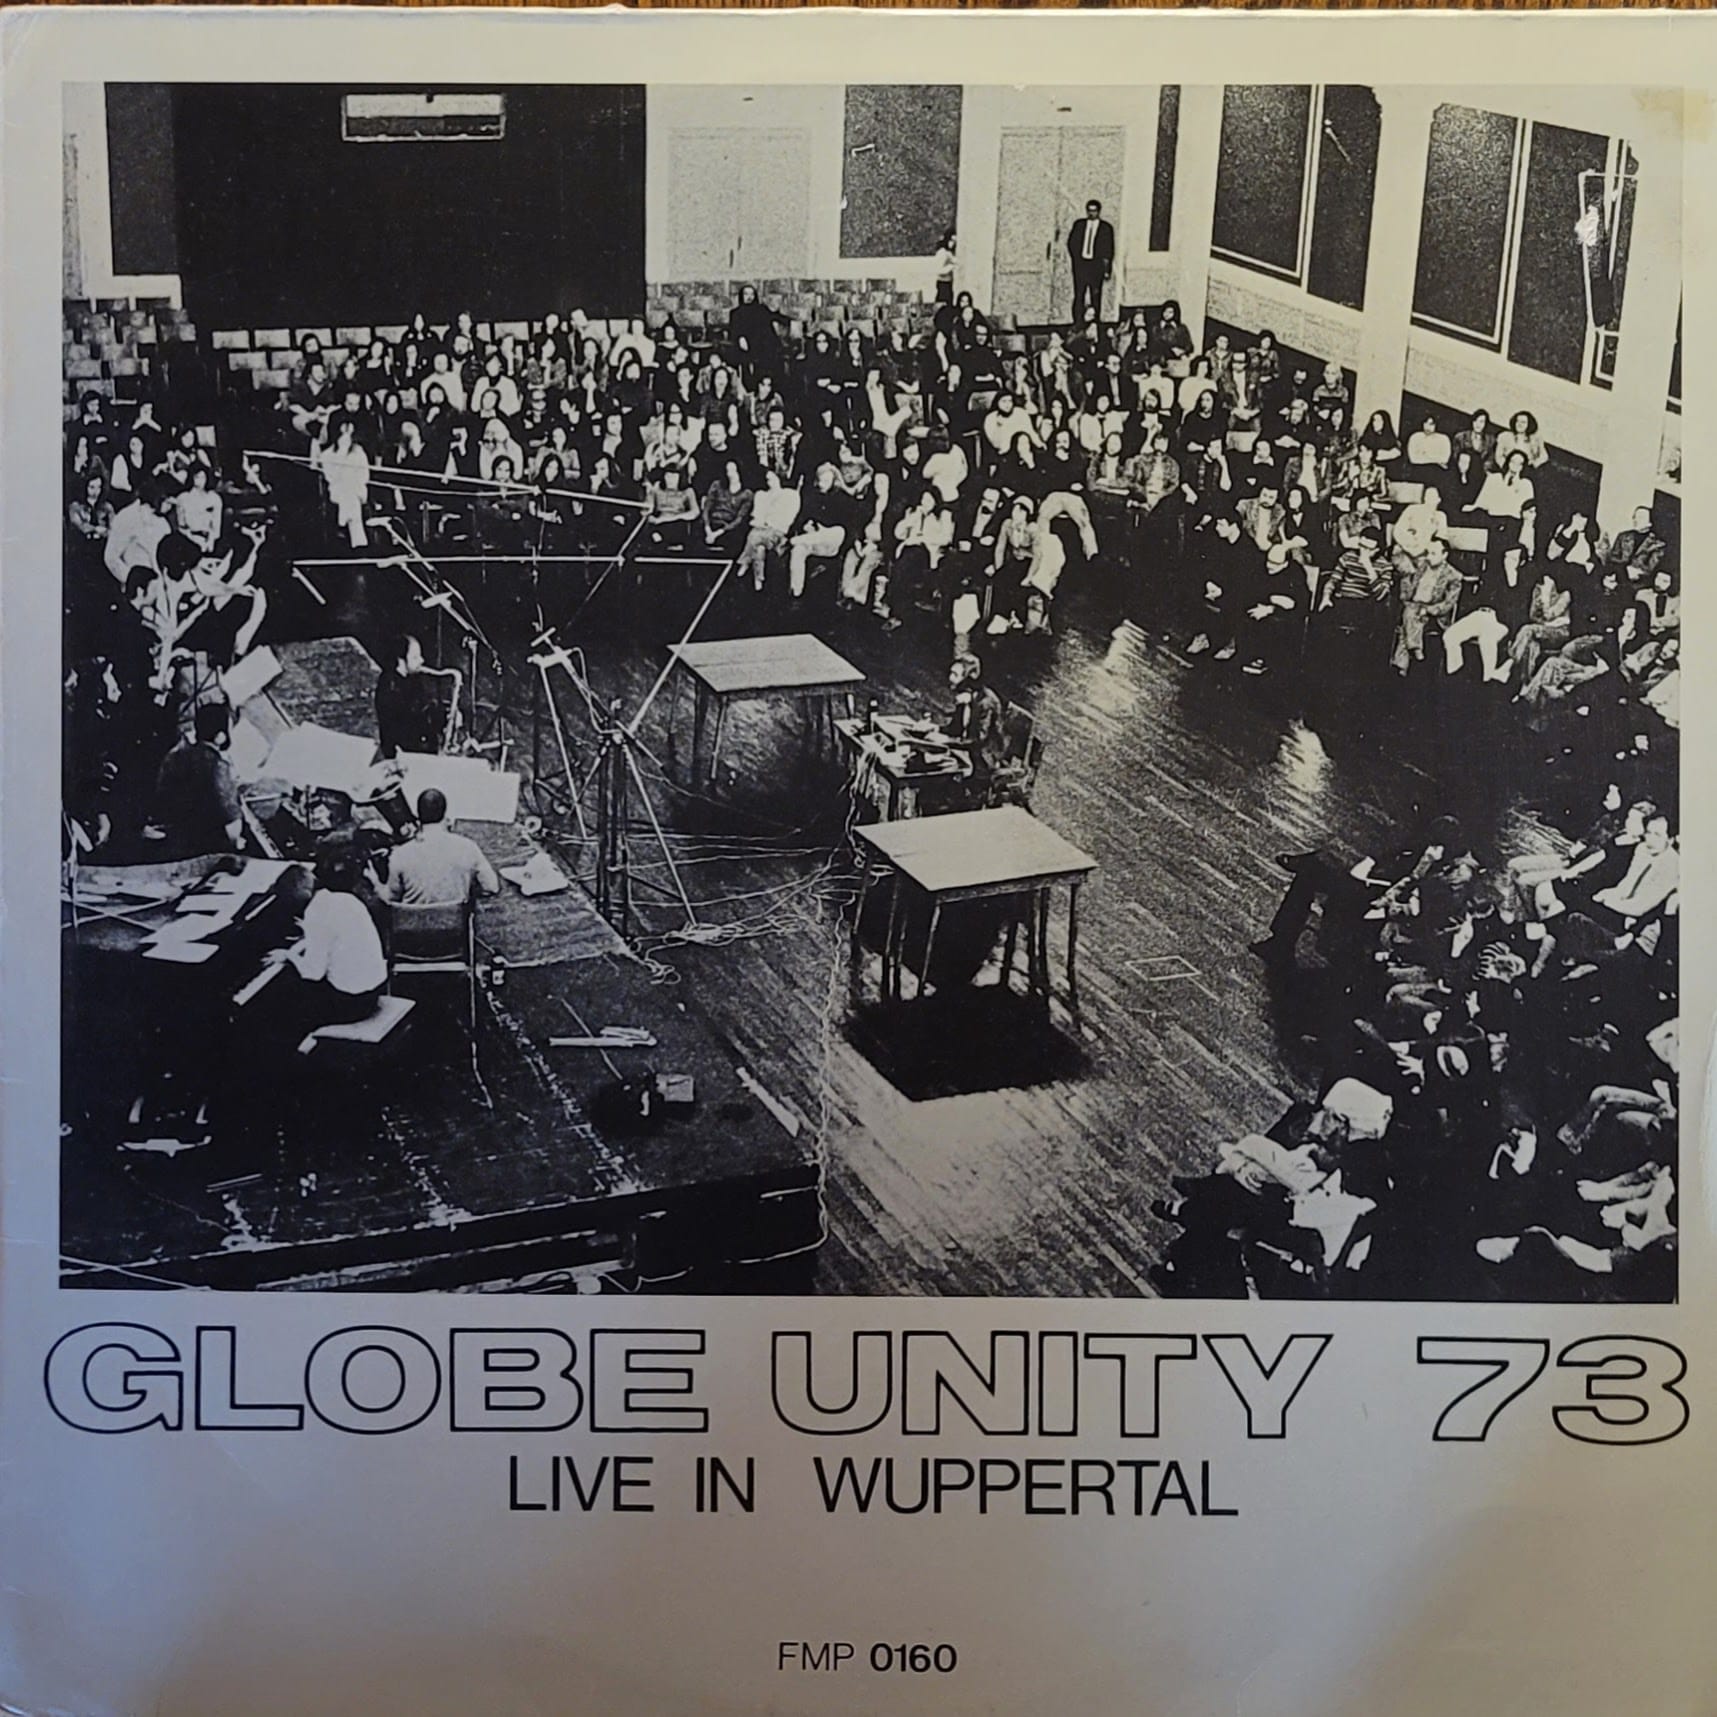 GLOBE UNITY 73
LIVE IN WUPPERTAL
FMP 0160